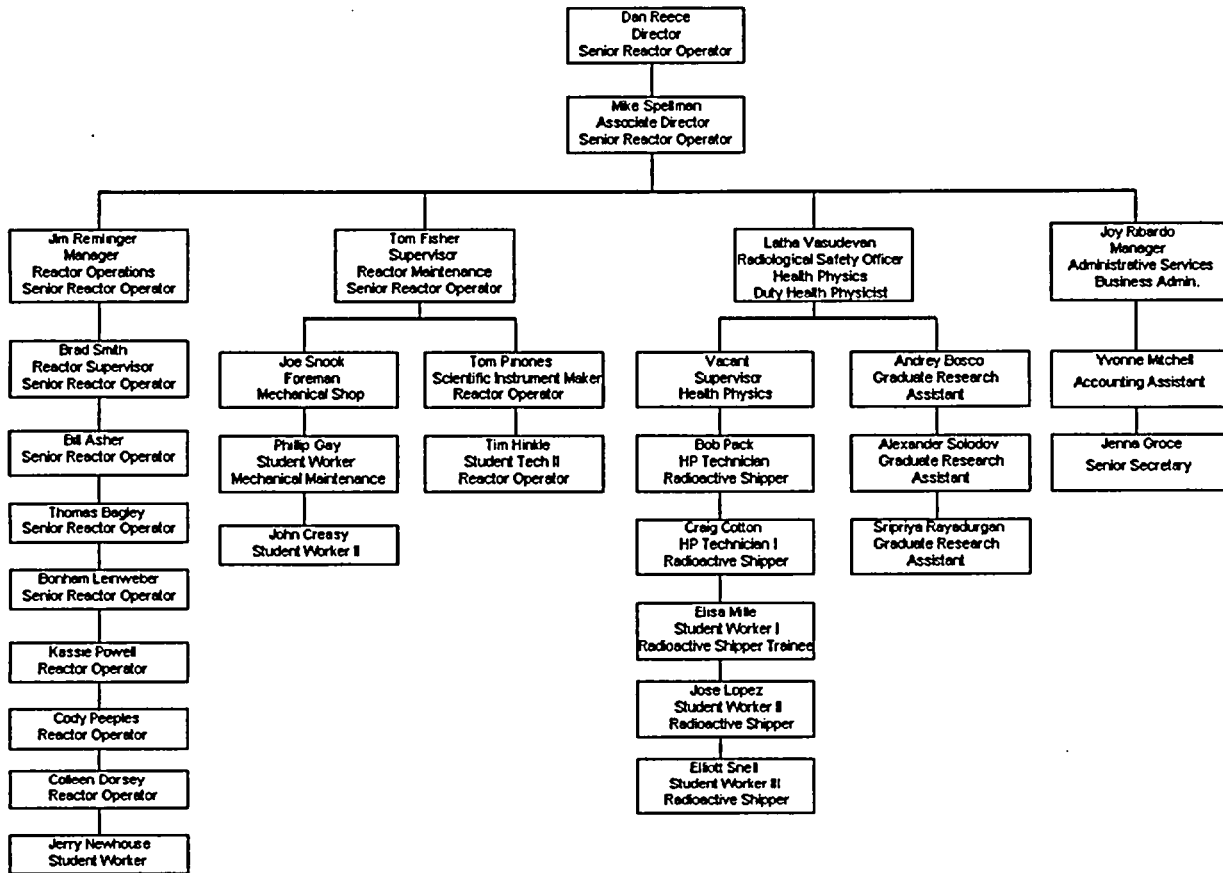 Dan Reece
Director
Senior Reactor Operator
Mike Spellman
Associate Director
Senior Reactor Operator
Jim Remlinger
Manager
Reactor Operations
Senior Reactor Operator
Brad Smith
Reactor Supervisor
Senior Reactor Operator
Bill Asher
Senior Reactor Operator
Thomas Bagley
Senior Reactor Operator
Bonham Leinweber
Senior Reactor Operator
Kassie Powell
Reactor Operator
Cody Peeples
Reactor Operator
Colleen Dorsey
Reactor Operator
Jerry Newhouse
Student Worker
Tom Fisher
Supervisor
Reactor Maintenance
Senior Reactor Operator
Joe Snook
Foreman
Mechanical Shop
Phillip Gay
Student Worker
Mechanical Maintenance
John Creasy
Student Worker II
Tom Pinones
Scientific Instrument Maker
Reactor Operator
Tim Hinkle
Student Tech II
Reactor Operator
Latha Vasudevan
Radiological Safety Officer
Health Physics
Duty Health Physicist
Vacant
Supervisor
Health Physics
Bob Pack
HP Technician
Radioactive Shipper
Craig Cotton
HP Technician I
Radioactive Shipper
Elisa Mille
Student Worker I
Radioactive Shipper Trainee
Jose Lopez
Student Worker II
Radioactive Shipper
Elliott Snell
Student Worker III
Radioactive Shipper
Andrey Bosco
Graduate Research
Assistant
Alexander Solodov
Graduate Research
Assistant
Sripriya Rayadurgan
Graduate Research
Assistant
Joy Ribardo
Manager
Administrative Services
Business Admin.
Yvonne Mitchell
Accounting Assistant
Jenna Groce
Senior Secretary